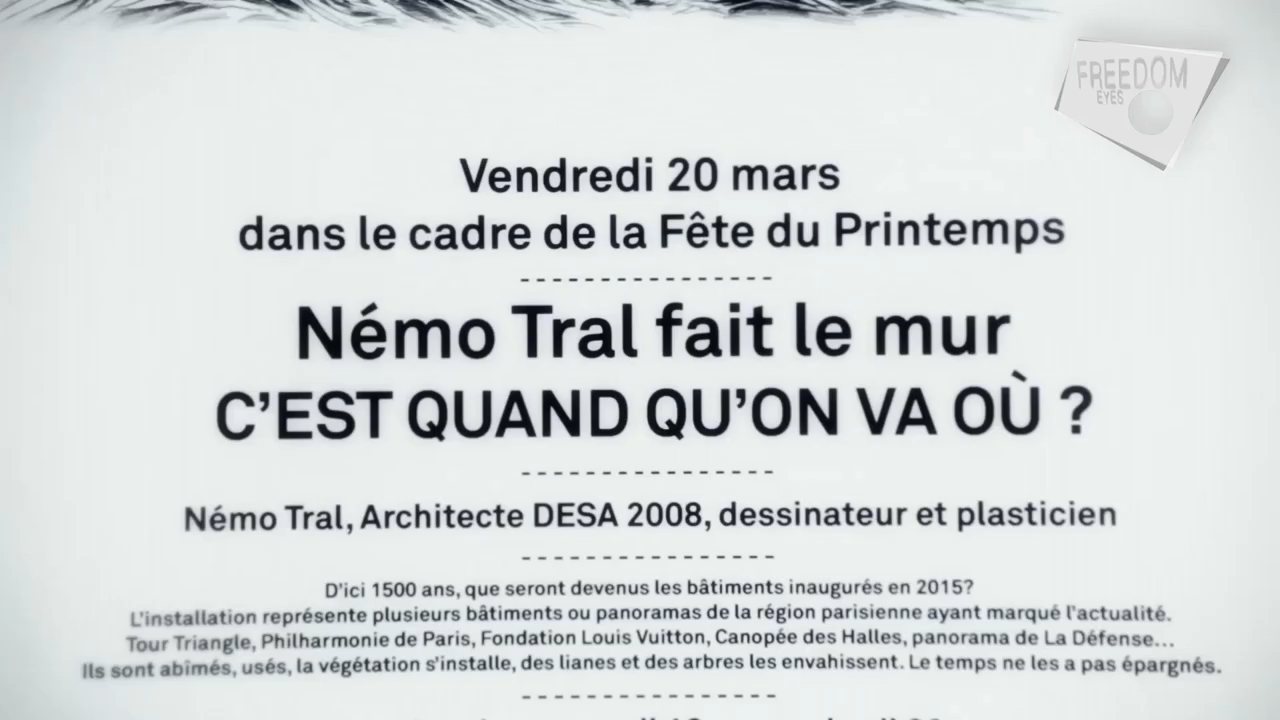 FREEDOM
EYES
Vendredi 20 mars
dans le cadre de la Fête du Printemps
Némo Tral fait le mur
C'EST QUAND QU'ON VA OÙ ?
Némo Tral, Architecte DESA 2008, dessinateur et plasticien
D'ici 1500 ans, que seront devenus les bâtiments inaugurés en 2015?
L'installation représente plusieurs bâtiments ou panoramas de la région parisienne ayant marqué l'actualité.
Tour Triangle, Philharmonie de Paris, Fondation Louis Vuitton, Canopée des Halles, panorama de La Défense...
Ils sont abîmés, usés, la végétation s'installe, des lianes et des arbres les envahissent. Le temps ne les a pas épargnés.